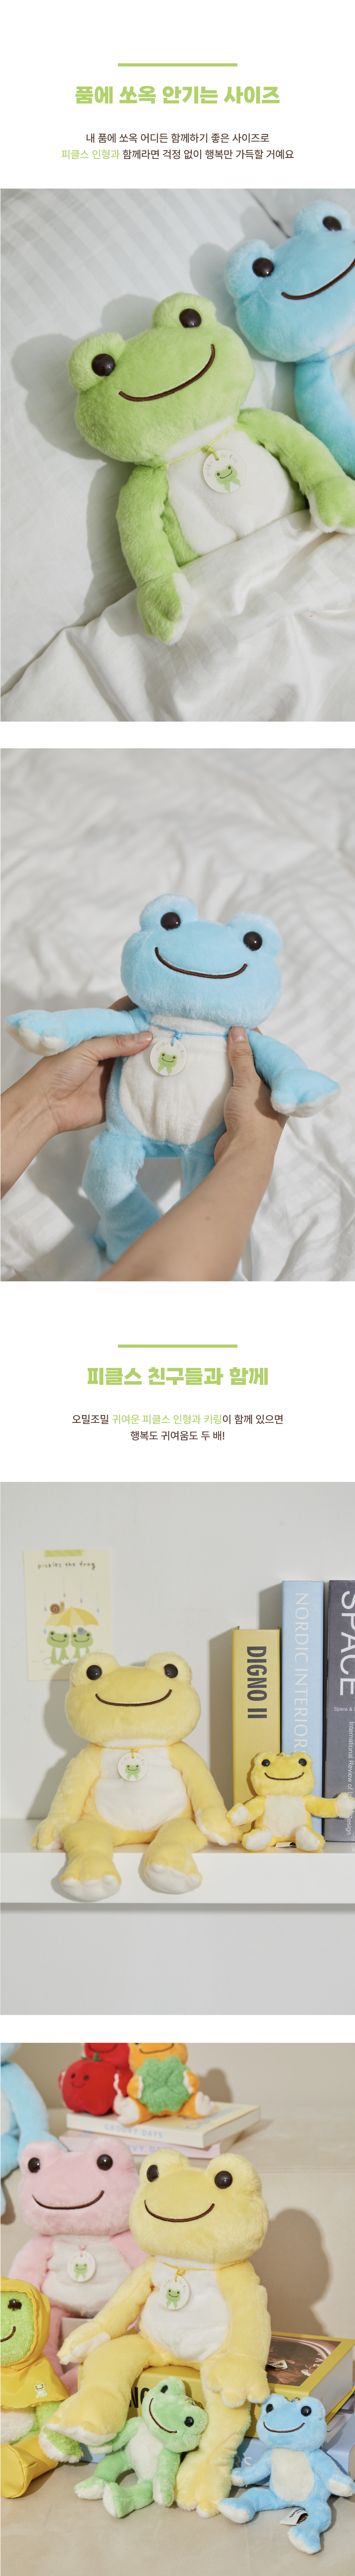 품에 쏘옥 안기는 사이즈
내 품에 쏘옥 어디든 함께하기 좋은 사이즈로
피클스 인형과 함께라면 걱정 없이 행복만 가득할 거예요
피클스 친구들과 함께
오밀조밀 귀여운 피클스 인형과 키링이 함께 있으면
행복도 귀여움도 두 배!
pickles the frog
DIGNO II
NORDIC INTERIOR
SPACE
International Review of